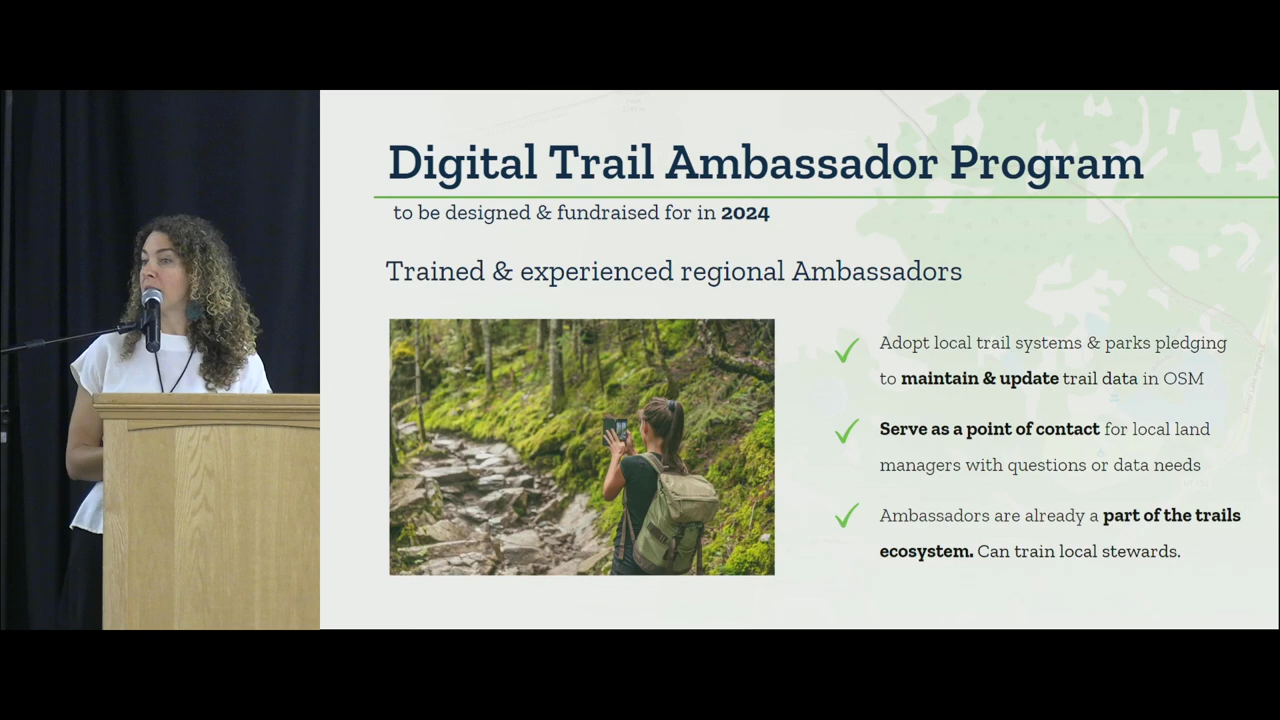 Digital Trail Ambassador Program
to be designed & fundraised for in 2024
Trained & experienced regional Ambassadors
Adopt local trail systems & parks pledging
to maintain & update trail data in OSM
Serve as a point of contact for local land
managers with questions or data needs
Ambassadors are already a part of the trails
ecosystem. Can train local stewards.